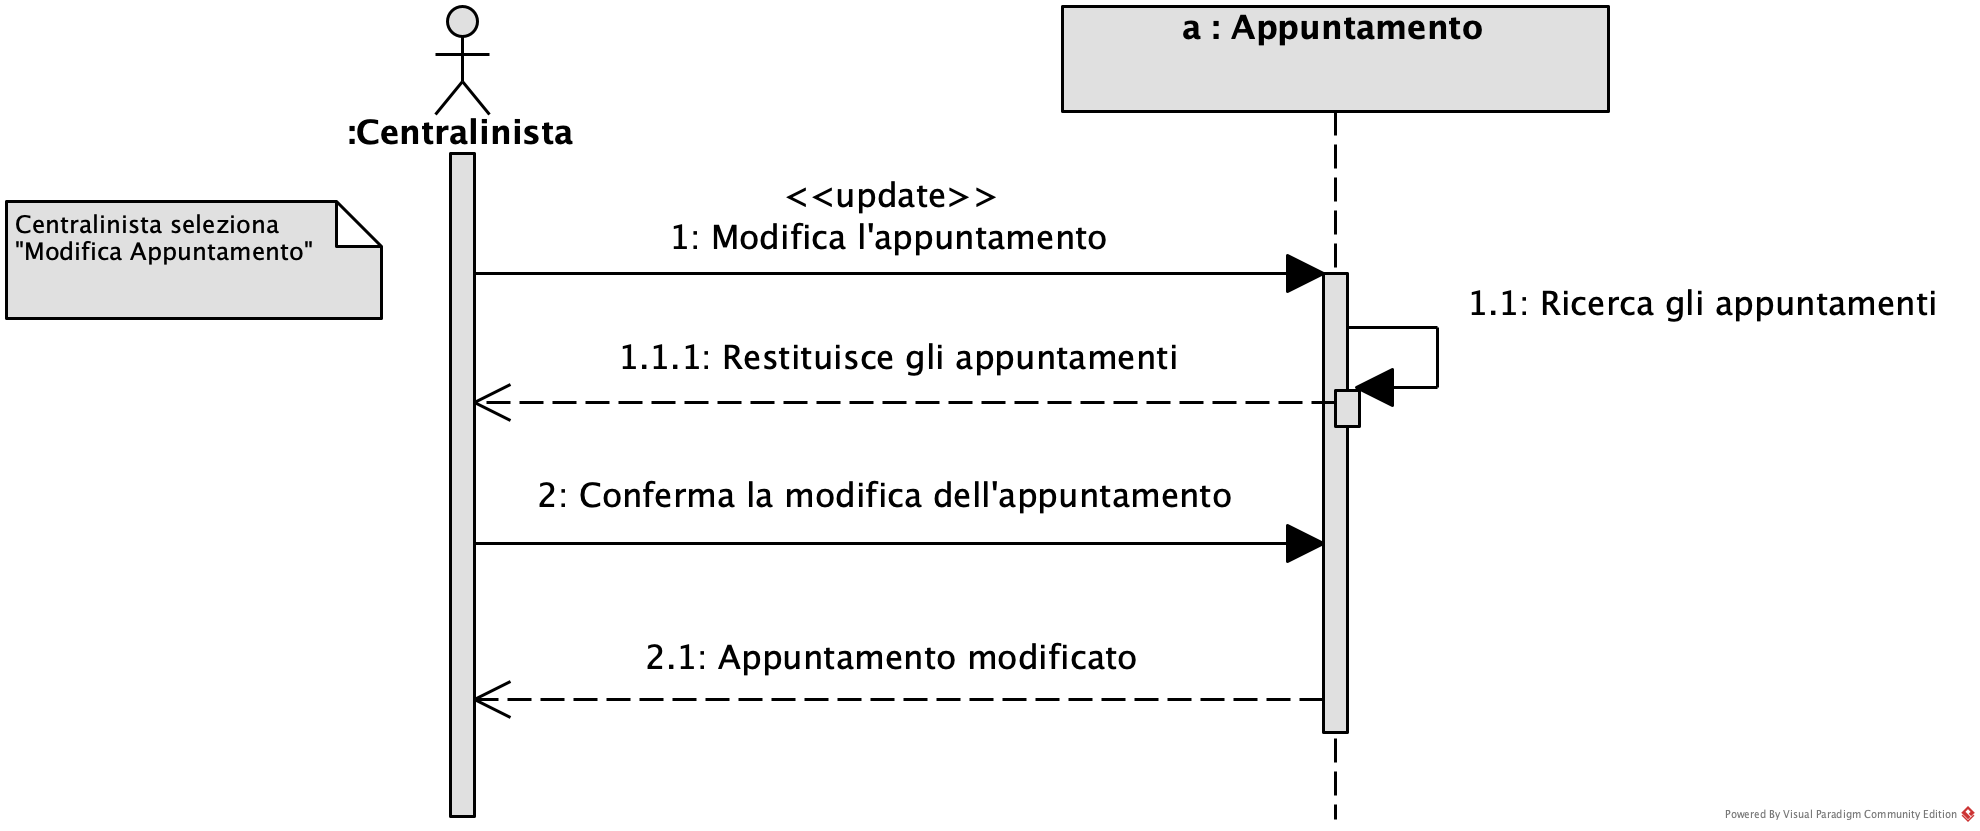 a : Appuntamento
:Centralinista
<<update>>
1: Modifica l'appuntamento
Centralinista seleziona
"Modifica Appuntamento"
1.1: Ricerca gli appuntamenti
1.1.1: Restituisce gli appuntamenti
2: Conferma la modifica dell'appuntamento
2.1: Appuntamento modificato
Powered By Visual Paradigm Community Edition